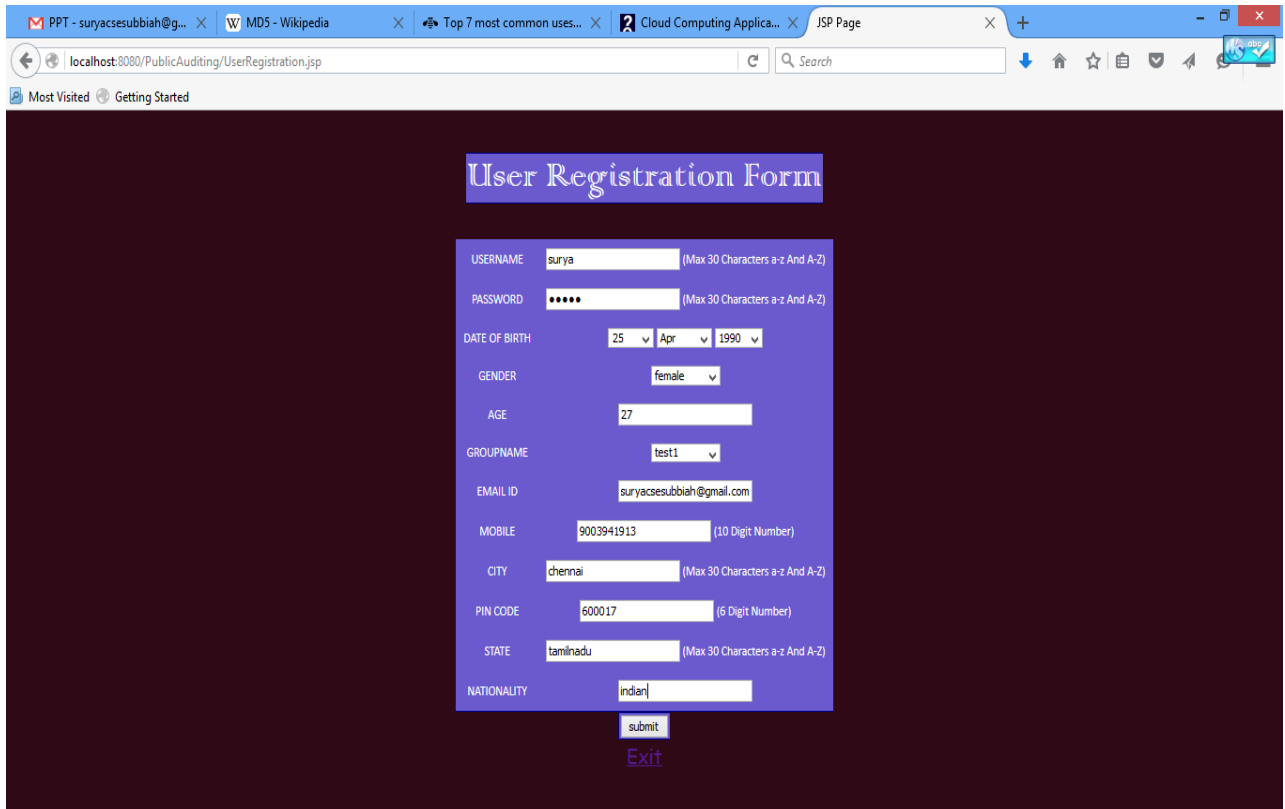 PPT - suryacsesubbiah@g...
W MD5 - Wikipedia
Top 7 most common uses...
? Cloud Computing Applica...
JSP Page
localhost:8080/PublicAuditing/UserRegistration.jsp
Search
abc
Most Visited Getting Started
User Registration Form
USERNAME surya (Max 30 Characters a-z And A-Z)
PASSWORD ••••• (Max 30 Characters a-z And A-Z)
DATE OF BIRTH 25 Apr 1990
GENDER female
AGE 27
GROUPNAME test1
EMAIL ID suryacsesubbiah@gmail.com
MOBILE 9003941913 (10 Digit Number)
CITY chennai (Max 30 Characters a-z And A-Z)
PIN CODE 600017 (6 Digit Number)
STATE tamilnadu (Max 30 Characters a-z And A-Z)
NATIONALITY indian
submit
Exit